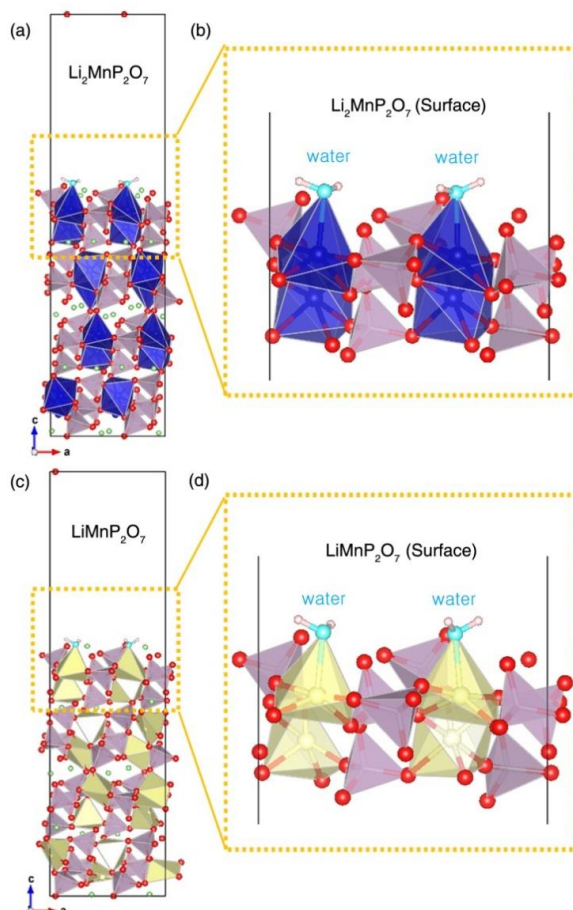 (a)
Li₂MnP₂O₇
c
a
(b)
Li₂MnP₂O₇ (Surface)
water water
(c)
LiMnP₂O₇
c
a
(d)
LiMnP₂O₇ (Surface)
water water